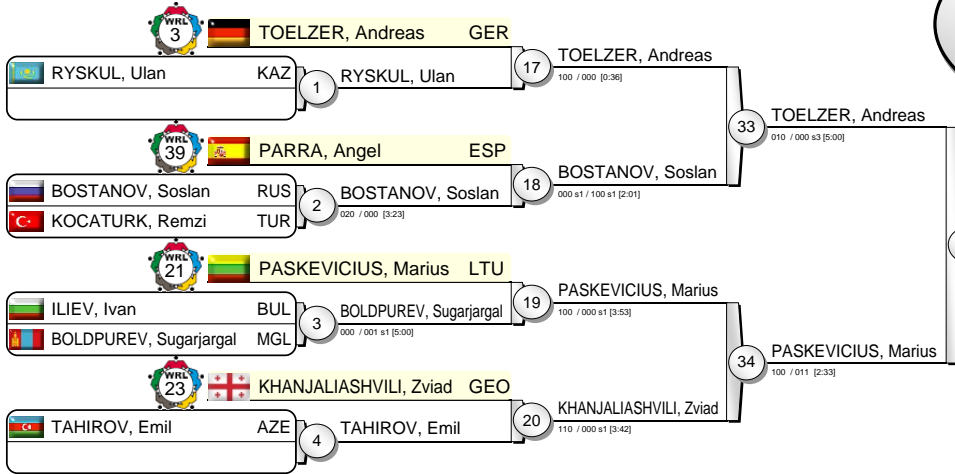 WRL 3 TOELZER, Andreas GER
RYSKUL, Ulan KAZ
1 RYSKUL, Ulan
17 TOELZER, Andreas
100 / 000 [0:36]
33 TOELZER, Andreas
010 / 000 s3 [5:00]
WRL 39 PARRA, Angel ESP
BOSTANOV, Soslan RUS
KOCATURK, Remzi TUR
2 BOSTANOV, Soslan
020 / 000 [3:23]
18 BOSTANOV, Soslan
000 s1 / 100 s1 [2:01]
WRL 21 PASKEVICIUS, Marius LTU
ILIEV, Ivan BUL
BOLDPUREV, Sugarjargal MGL
3 BOLDPUREV, Sugarjargal
000 / 001 s1 [5:00]
19 PASKEVICIUS, Marius
100 / 000 s1 [3:53]
34 PASKEVICIUS, Marius
100 / 011 [2:33]
WRL 23 KHANJALIASHVILI, Zviad GEO
TAHIROV, Emil AZE
4 TAHIROV, Emil
20 KHANJALIASHVILI, Zviad
110 / 000 s1 [3:42]